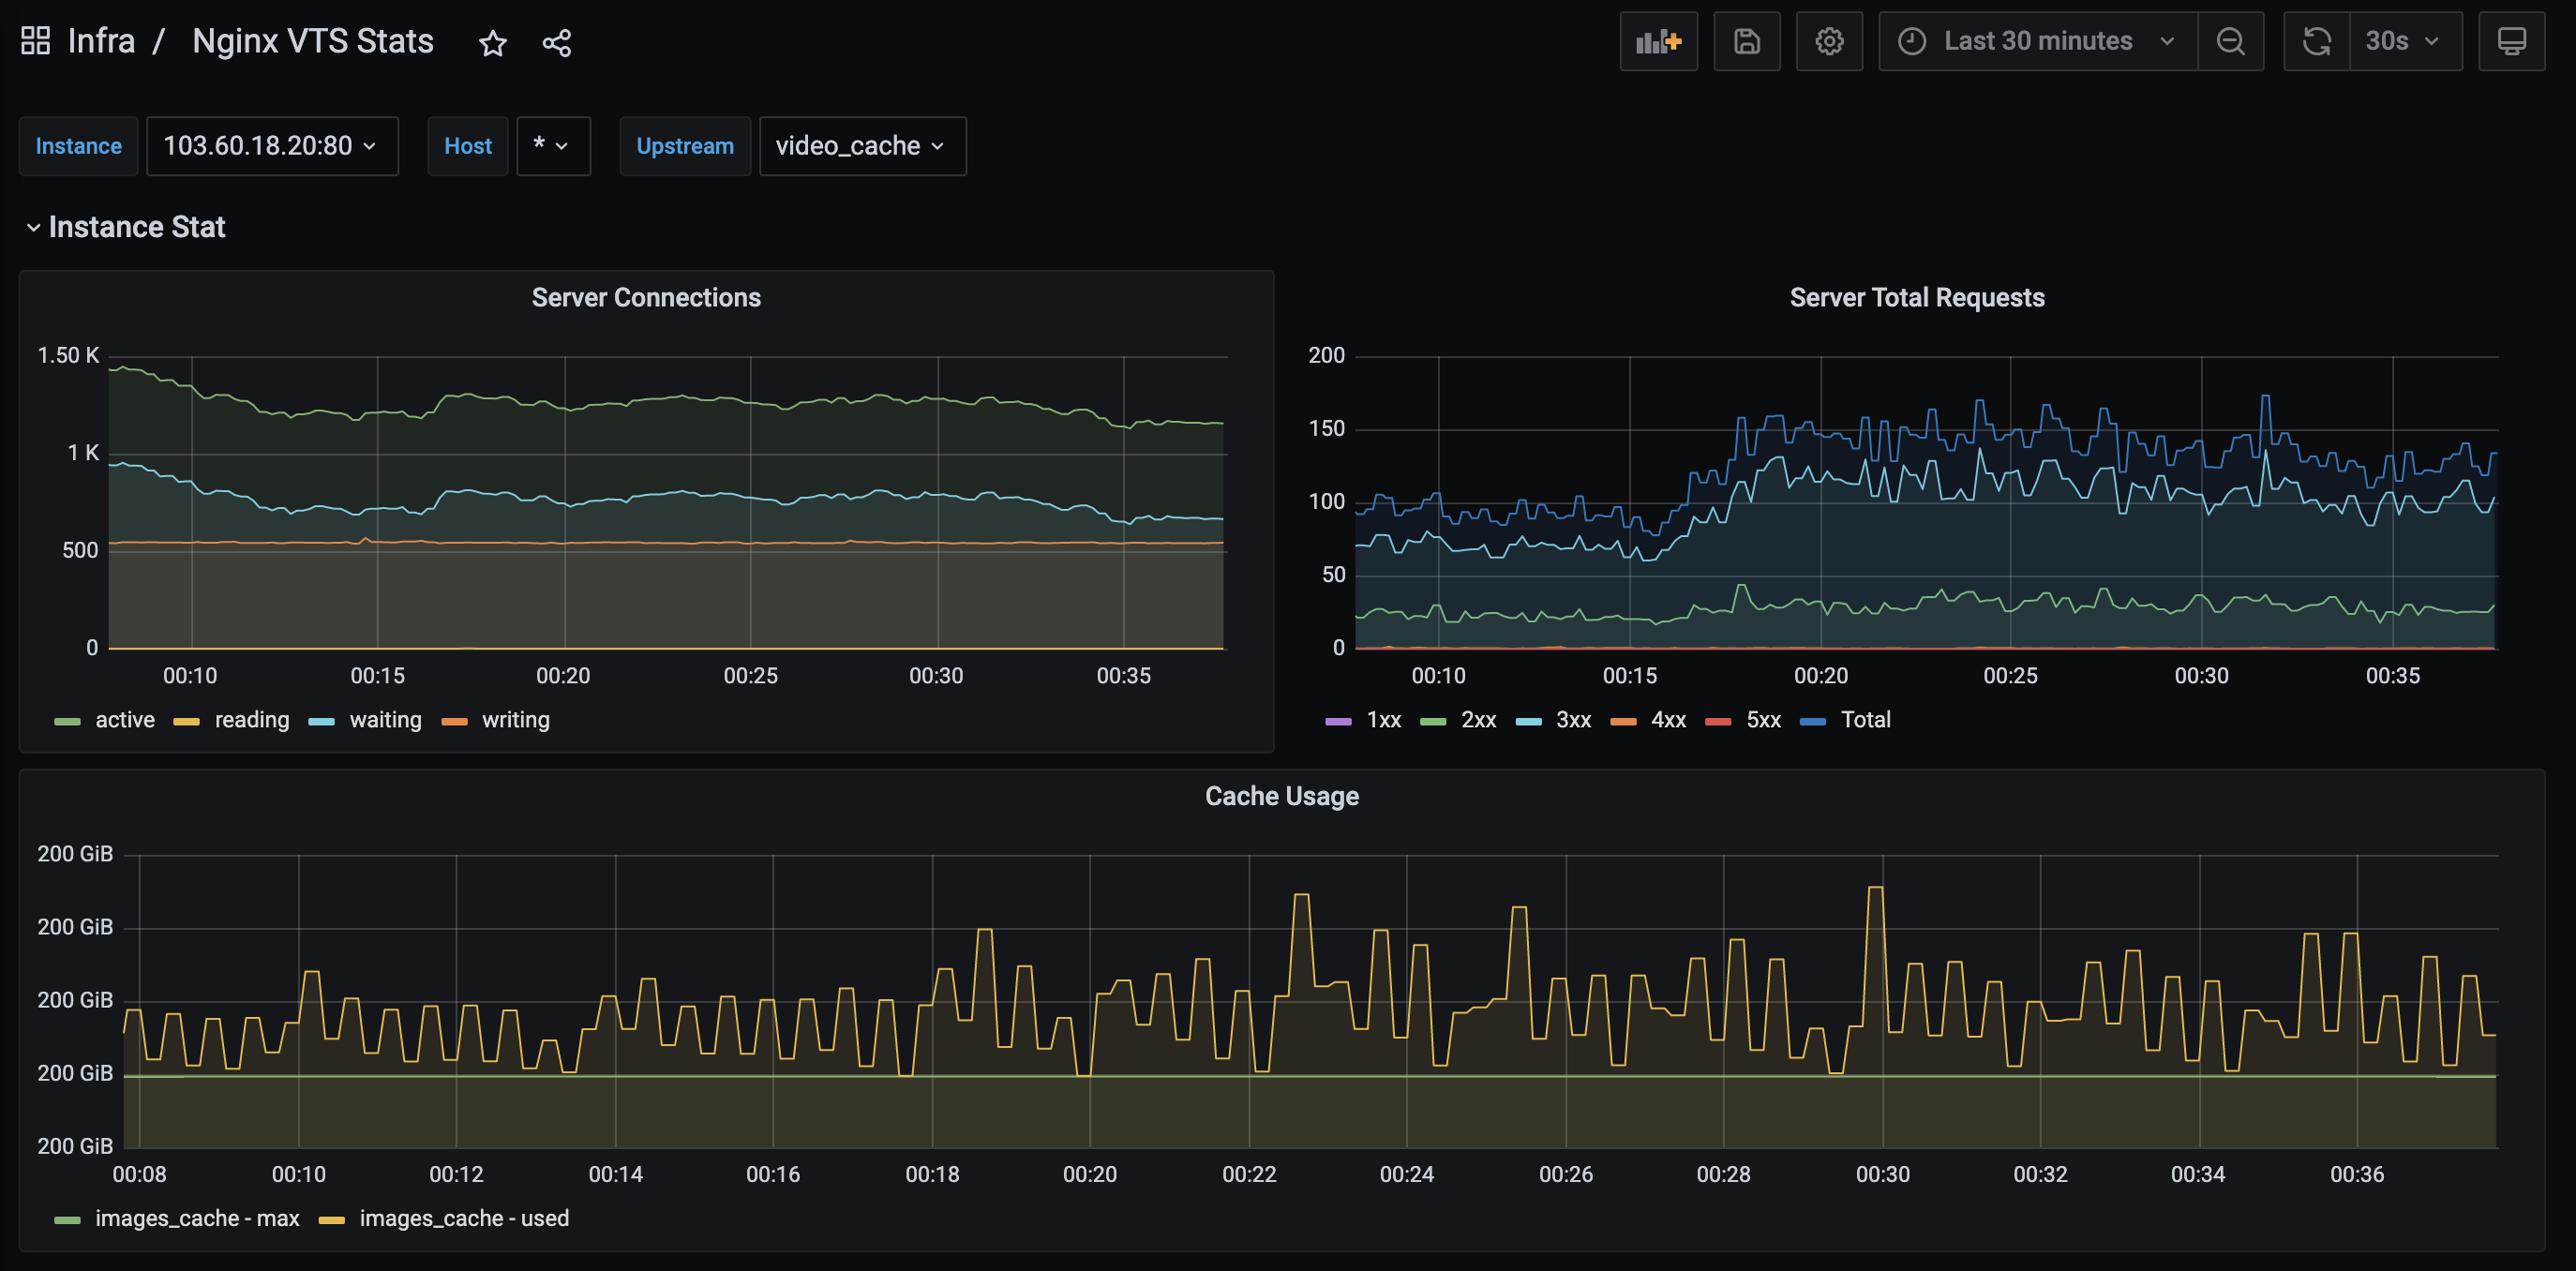 Infra / Nginx VTS Stats
Last 30 minutes
30s
Instance 103.60.18.20:80 Host * Upstream video_cache
Instance Stat
Server Connections
1.50 K
1 K
500
0
00:10 00:15 00:20 00:25 00:30 00:35
active reading waiting writing
Server Total Requests
200
150
100
50
0
00:10 00:15 00:20 00:25 00:30 00:35
1xx 2xx 3xx 4xx 5xx Total
Cache Usage
200 GiB
200 GiB
200 GiB
200 GiB
200 GiB
00:08 00:10 00:12 00:14 00:16 00:18 00:20 00:22 00:24 00:26 00:28 00:30 00:32 00:34 00:36
images_cache - max images_cache - used